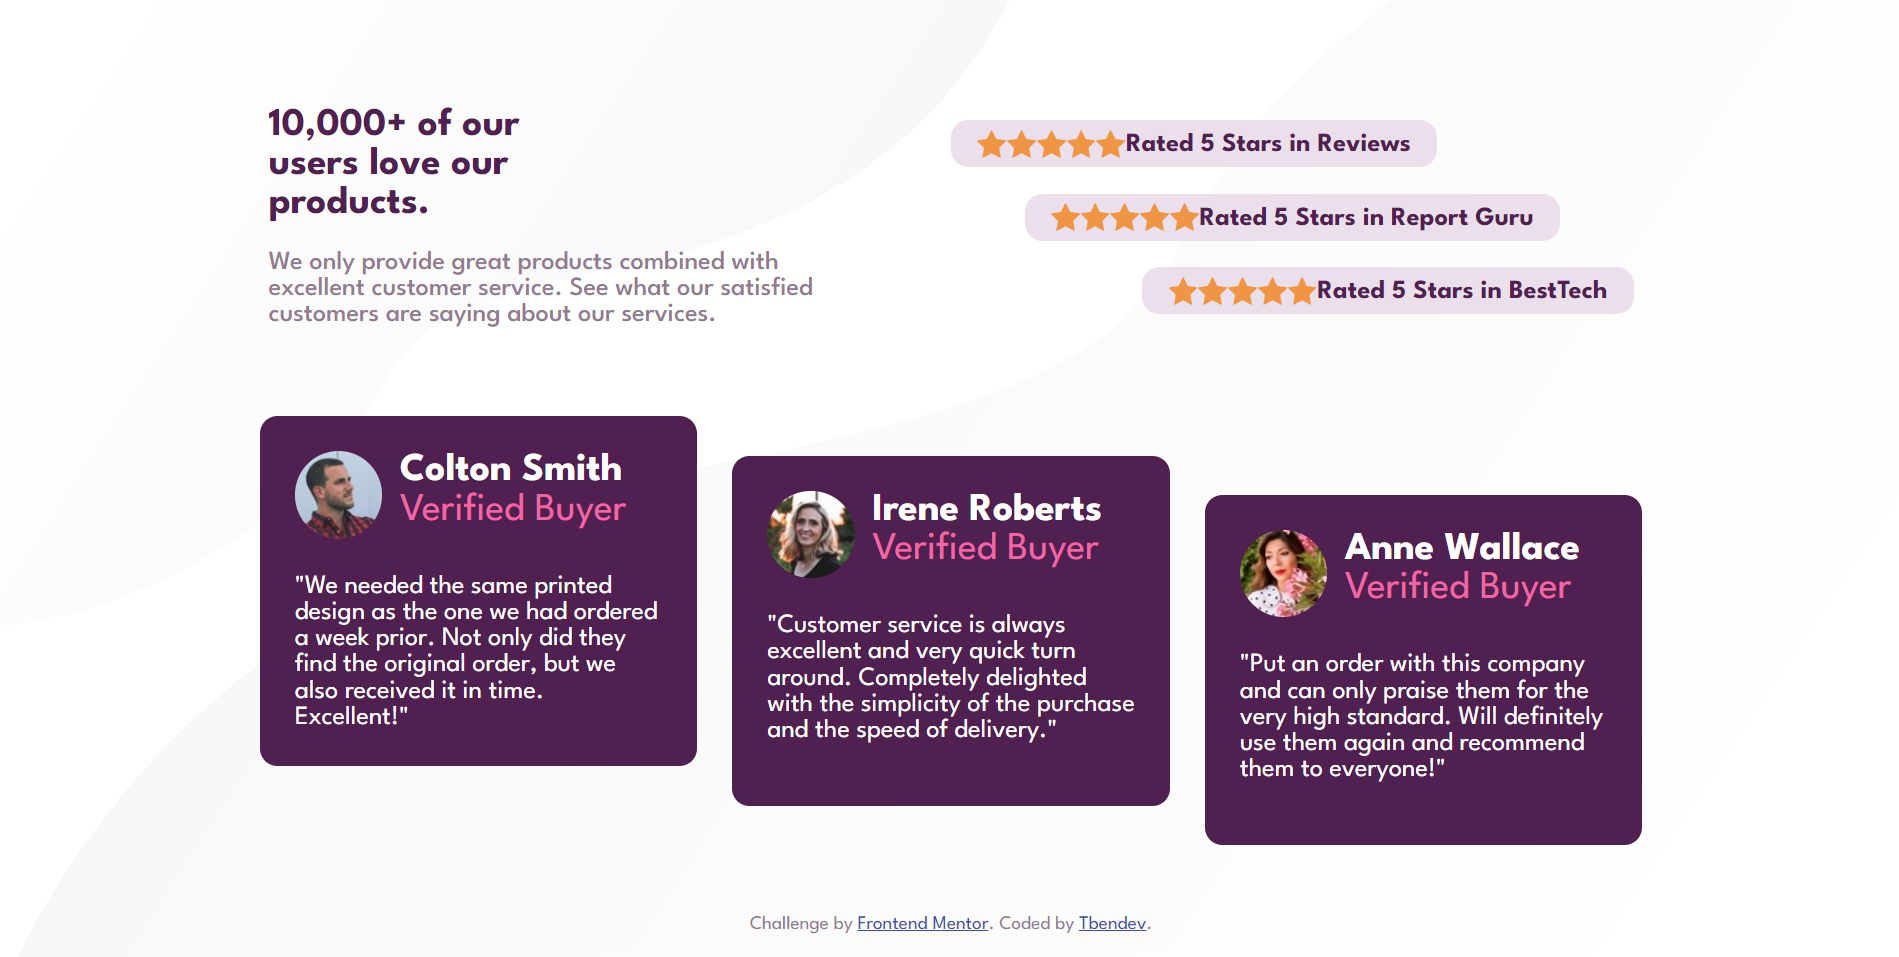 10,000+ of our
users love our
products.
We only provide great products combined with
excellent customer service. See what our satisfied
customers are saying about our services.
Rated 5 Stars in Reviews
Rated 5 Stars in Report Guru
Rated 5 Stars in BestTech
Colton Smith
Verified Buyer
"We needed the same printed
design as the one we had ordered
a week prior. Not only did they
find the original order, but we
also received it in time.
Excellent!"
Irene Roberts
Verified Buyer
"Customer service is always
excellent and very quick turn
around. Completely delighted
with the simplicity of the purchase
and the speed of delivery."
Anne Wallace
Verified Buyer
"Put an order with this company
and can only praise them for the
very high standard. Will definitely
use them again and recommend
them to everyone!"
Challenge by Frontend Mentor. Coded by Tbendev.